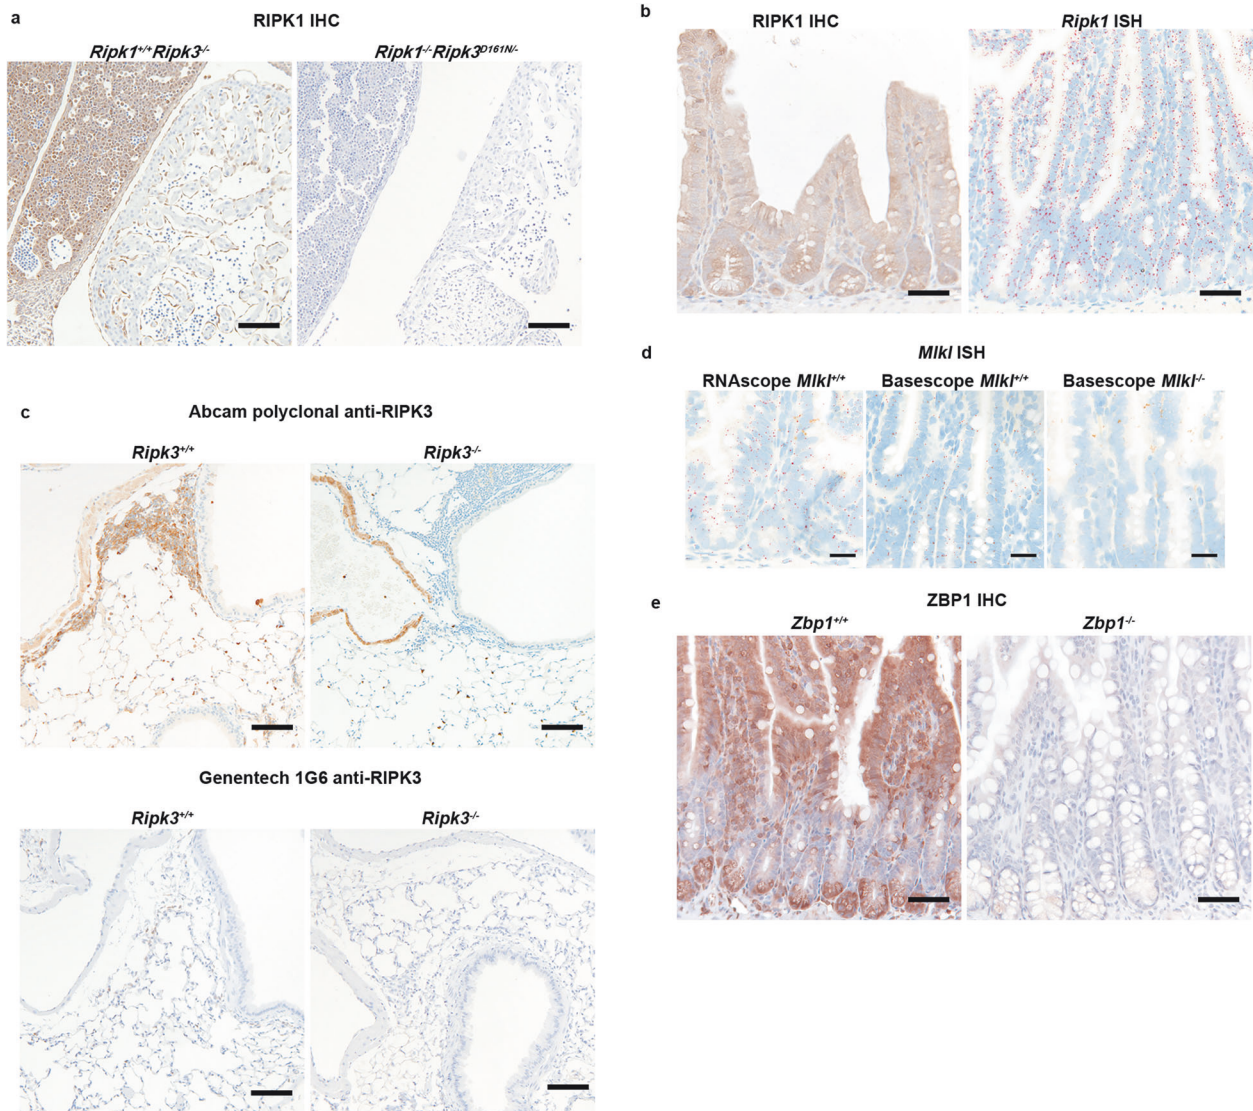 a
RIPK1 IHC
Ripk1+/+Ripk3-/-
Ripk1-/-Ripk3D161N/-
b
RIPK1 IHC
Ripk1 ISH
c
Abcam polyclonal anti-RIPK3
Ripk3+/+
Ripk3-/-
Genentech 1G6 anti-RIPK3
Ripk3+/+
Ripk3-/-
d
Mlkl ISH
RNAscope Mlkl+/+
Basescope Mlkl+/+
Basescope Mlkl-/-
e
ZBP1 IHC
Zbp1+/+
Zbp1-/-